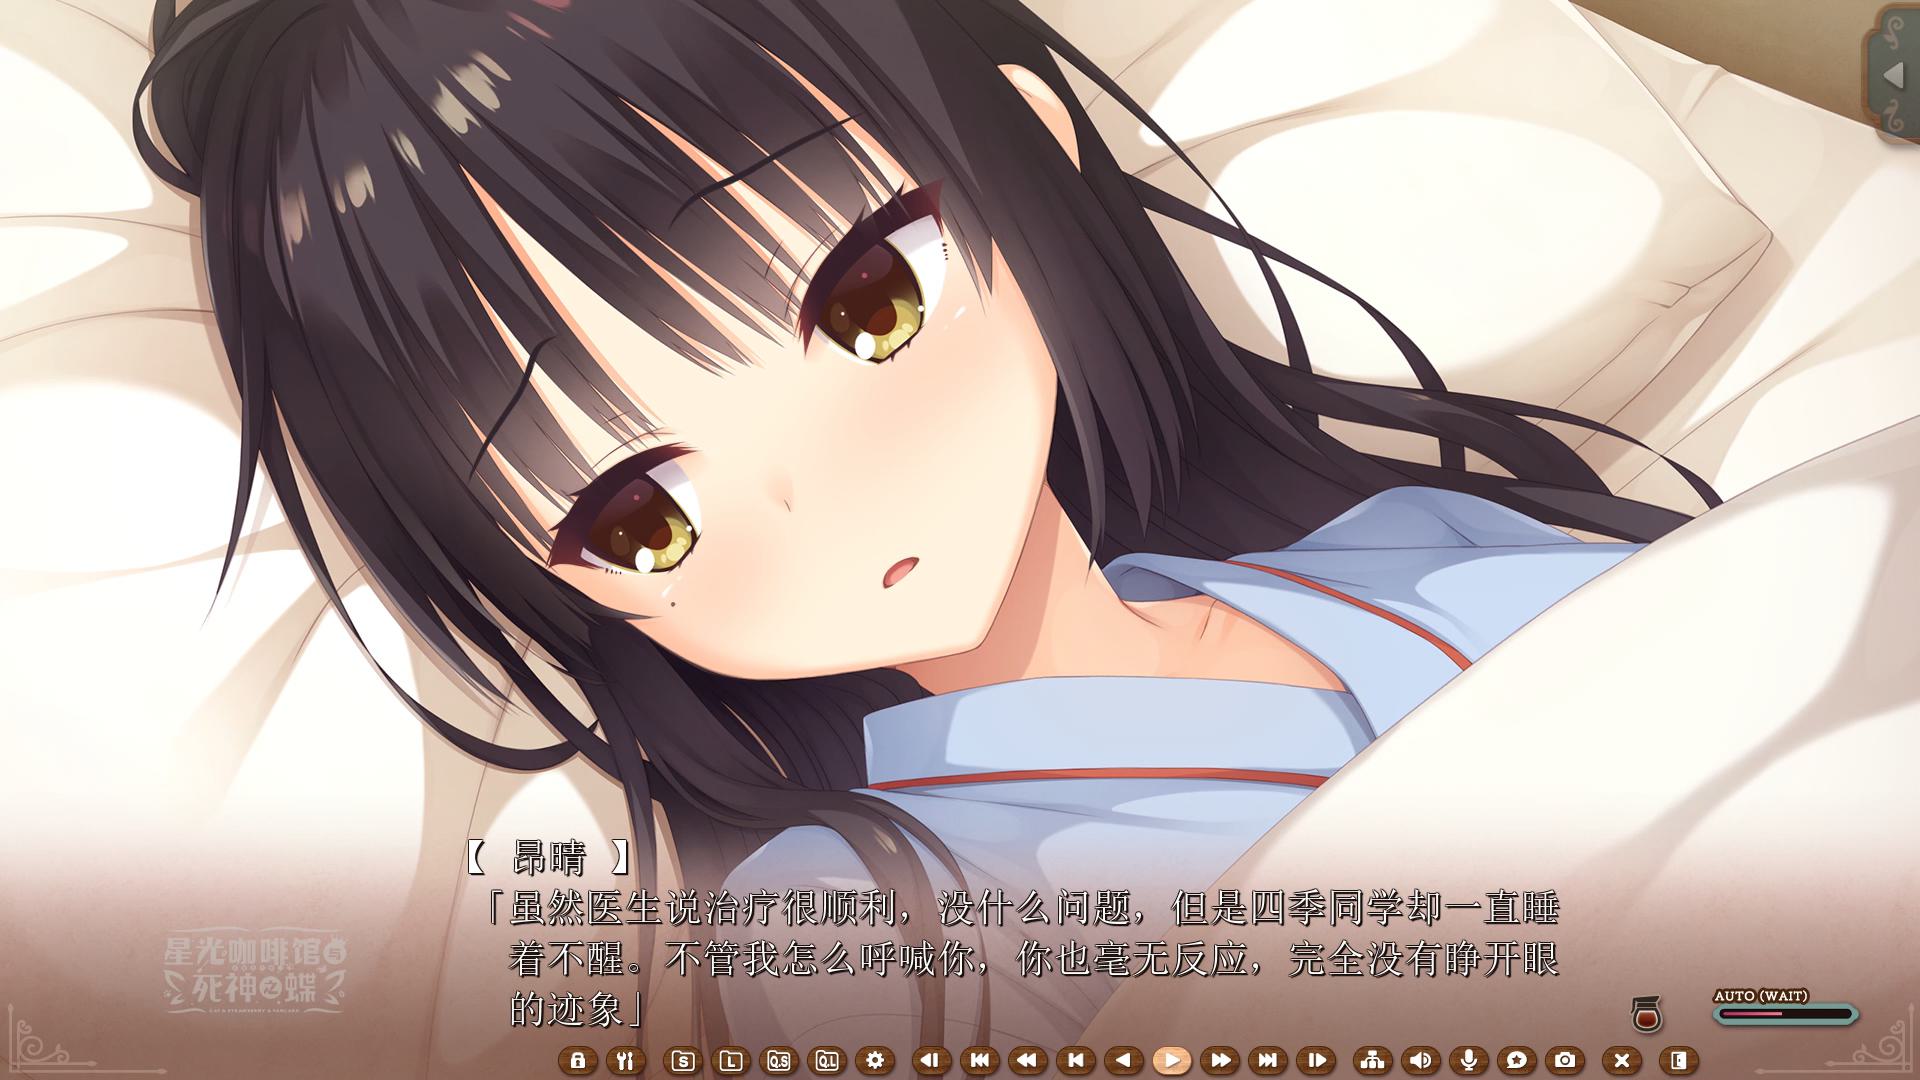 【 昂晴 】
「虽然医生说治疗很顺利，没什么问题，但是四季同学却一直睡
着不醒。不管我怎么呼喊你，你也毫无反应，完全没有睁开眼
的迹象」
星光咖啡馆与
死神之蝶
AUTO (WAIT)
S L Q.S Q.L